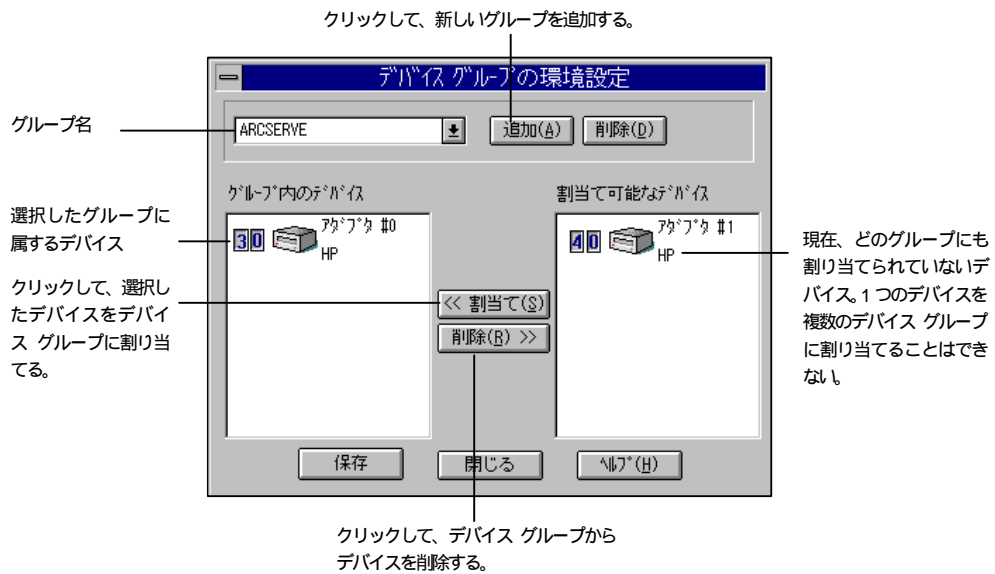 クリックして、新しいグループを追加する。
デバイス グループの環境設定
グループ名
ARCSERVE
追加(A)
削除(D)
グループ内のデバイス
割当て可能なデバイス
選択したグループに
属するデバイス
30
アダプタ #0
HP
40
アダプタ #1
HP
現在、どのグループにも
割り当てられていないデ
バイス。1 つのデバイスを
複数のデバイス グループ
に割り当てることはでき
ない。
クリックして、選択し
たデバイスをデバイ
ス グループに割り当
てる。
<< 割当て(S)
削除(R) >>
保存
閉じる
ヘルプ(H)
クリックして、デバイス グループから
デバイスを削除する。